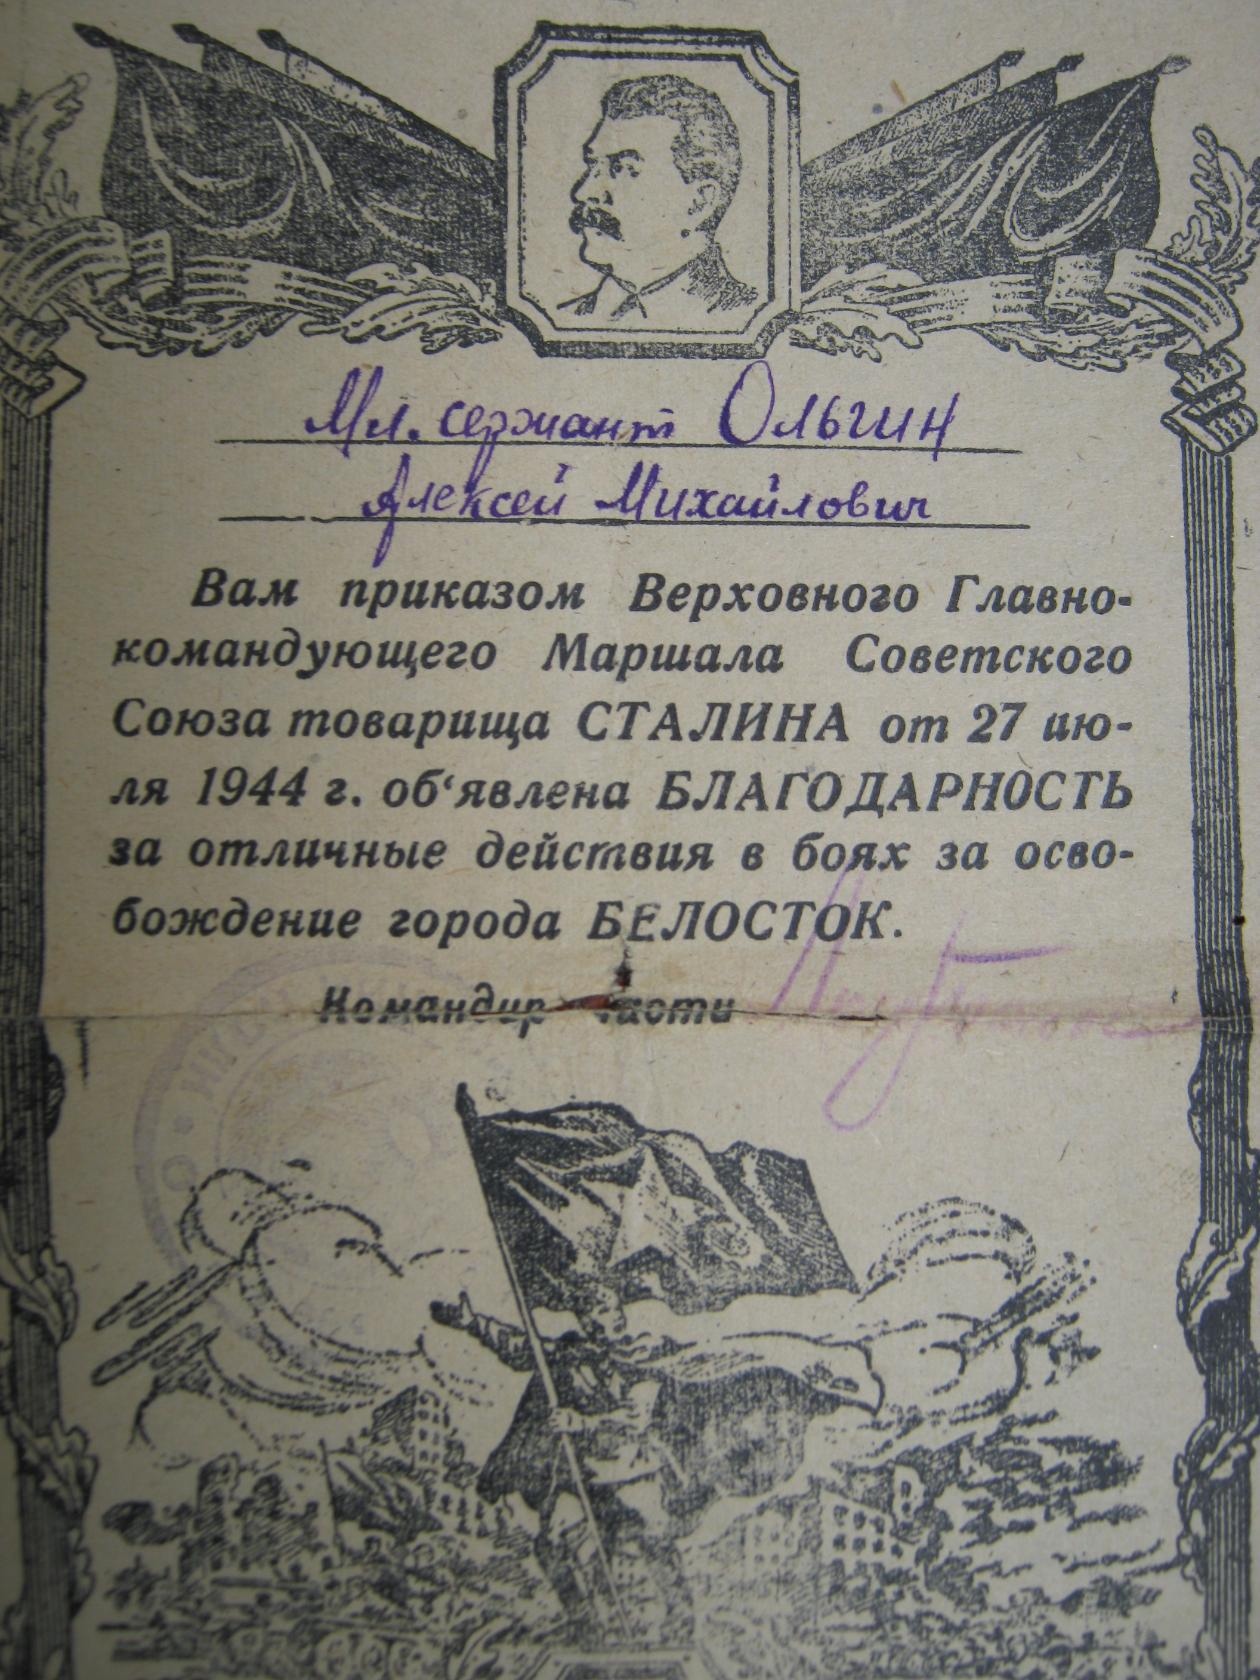 Мл. сержант Ольгин
Алексей Михайлович
Вам приказом Верховного Главно-
командующего Маршала Советского
Союза товарища СТАЛИНА от 27 ию-
ля 1944 г. об‘явлена БЛАГОДАРНОСТЬ
за отличные действия в боях за осво-
бождение города БЕЛОСТОК.
Командир части